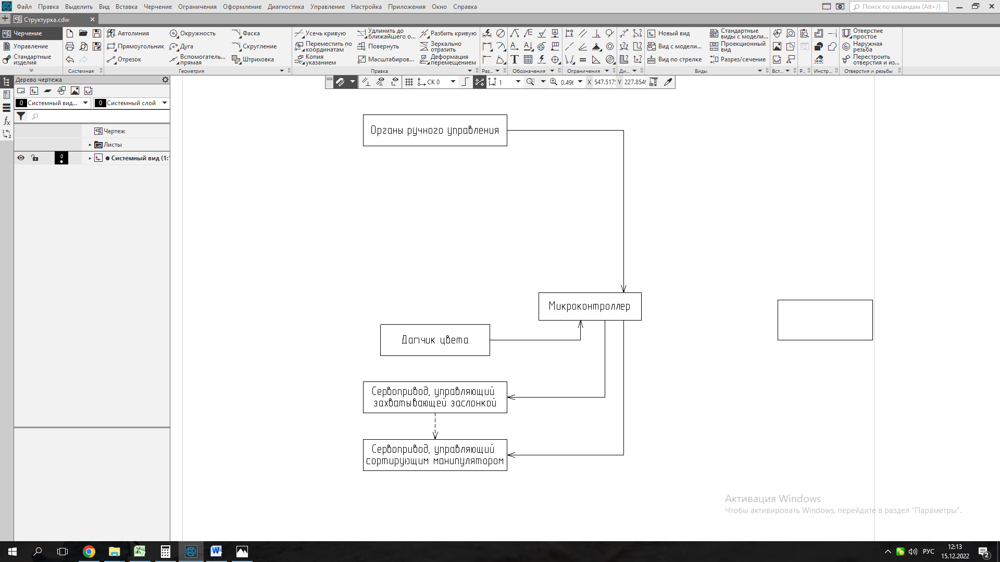 Файл Правка Выделить Вид Вставка Черчение Ограничения Оформление Диагностика Управление Настройка Приложения Окно Справка
Поиск по командам (Alt+/)
Структурка.cdw
Черчение
Управление
Стандартные
изделия
Системная
Автолиния
Прямоугольник
Отрезок
Окружность
Дуга
Вспомогатель...
прямая
Фаска
Скругление
Штриховка
Геометрия
Усечь кривую
Переместить по
координатам
Копия
указанием
Удлинить до
ближайшего о...
Повернуть
Масштабиров...
Разбить кривую
Зеркально
отразить
Деформация
перемещением
Правка
Раз...
Обозначения
Ограничения
Ди...
Новый вид
Вид с модели...
Вид по стрелке
Стандартные
виды с модели...
Проекционный
вид
Разрез/сечение
Виды
Вст...
Р..
Инстр...
Отверстие
простое
Наружная
резьба
Перестроить
отверстия и из...
Отверстия и резьбы
Дерево чертежа
0 Системный вид...
0 Системный слой
Чертеж
Листы
0
Системный вид (1:1
СК 0
1
0.496
X 547.517
Y 227.854
Органы ручного управления
Микроконтроллер
Датчик цвета
Сервопривод, управляющий
захватывающей заслонкой
Сервопривод, управляющий
сортирующим манипулятором
Активация Windows
Чтобы активировать Windows, перейдите в раздел "Параметры".
РУС
12:13
15.12.2022
2